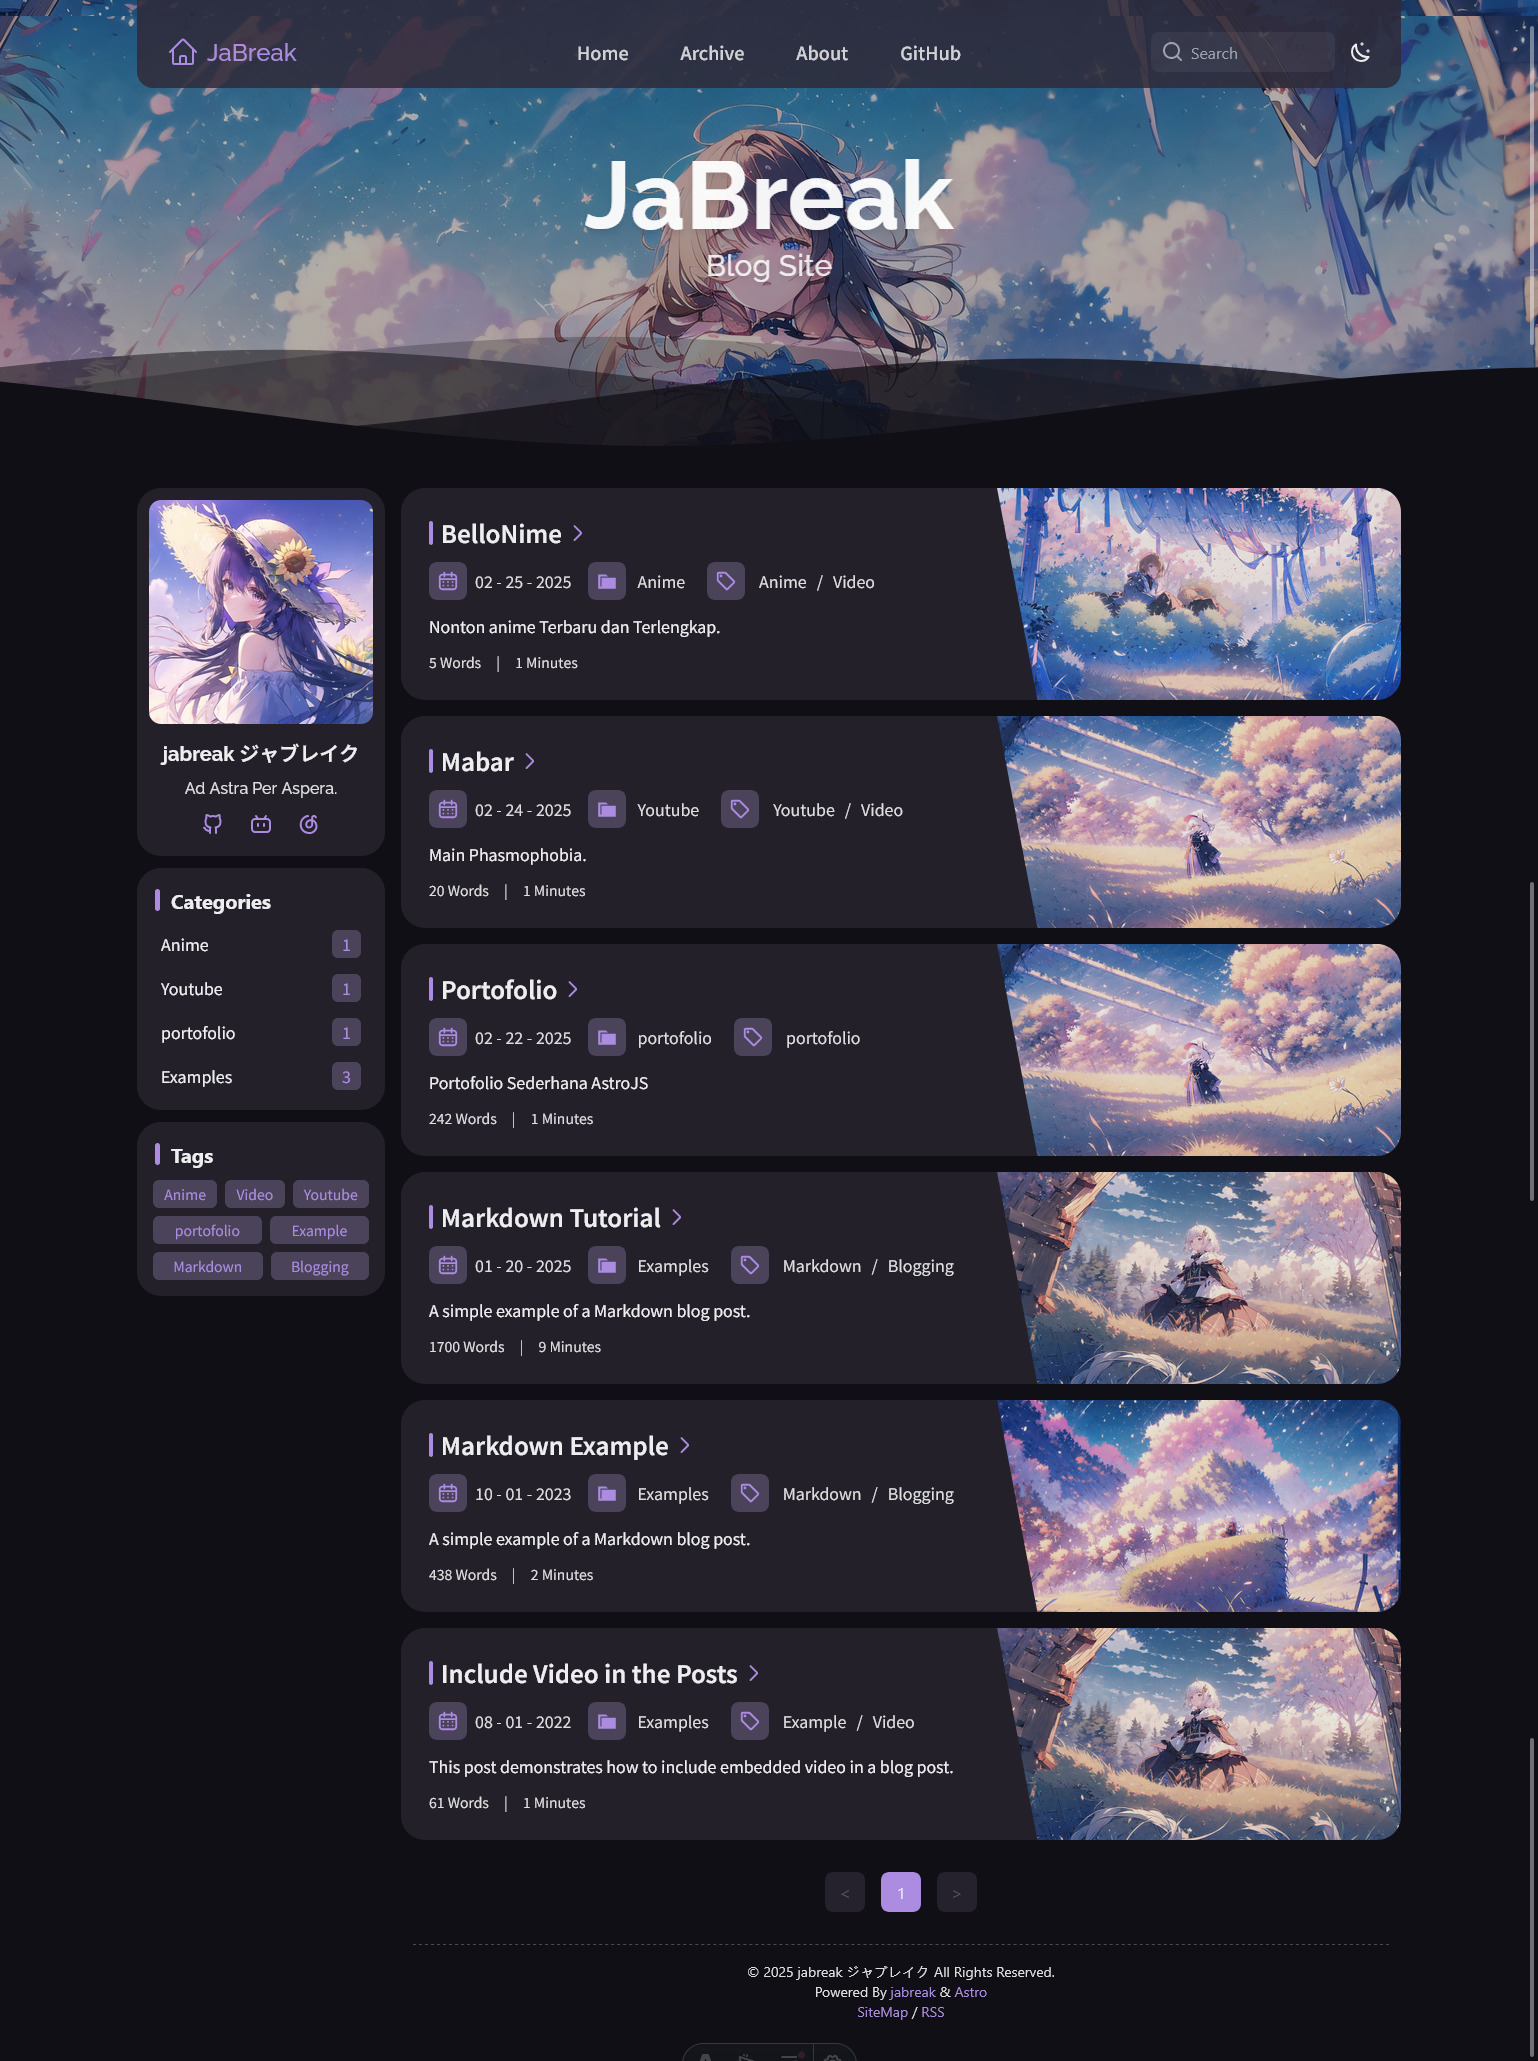 JaBreak
Home Archive About GitHub
Search
JaBreak
Blog Site
jabreak ジャブレイク
Ad Astra Per Aspera.
Categories
Anime 1
Youtube 1
portofolio 1
Examples 3
Tags
Anime Video Youtube
portofolio Example
Markdown Blogging
BelloNime >
02 - 25 - 2025 Anime Anime / Video
Nonton anime Terbaru dan Terlengkap.
5 Words | 1 Minutes
Mabar >
02 - 24 - 2025 Youtube Youtube / Video
Main Phasmophobia.
20 Words | 1 Minutes
Portofolio >
02 - 22 - 2025 portofolio portofolio
Portofolio Sederhana AstroJS
242 Words | 1 Minutes
Markdown Tutorial >
01 - 20 - 2025 Examples Markdown / Blogging
A simple example of a Markdown blog post.
1700 Words | 9 Minutes
Markdown Example >
10 - 01 - 2023 Examples Markdown / Blogging
A simple example of a Markdown blog post.
438 Words | 2 Minutes
Include Video in the Posts >
08 - 01 - 2022 Examples Example / Video
This post demonstrates how to include embedded video in a blog post.
61 Words | 1 Minutes
< 1 >
© 2025 jabreak ジャブレイク All Rights Reserved.
Powered By jabreak & Astro
SiteMap / RSS